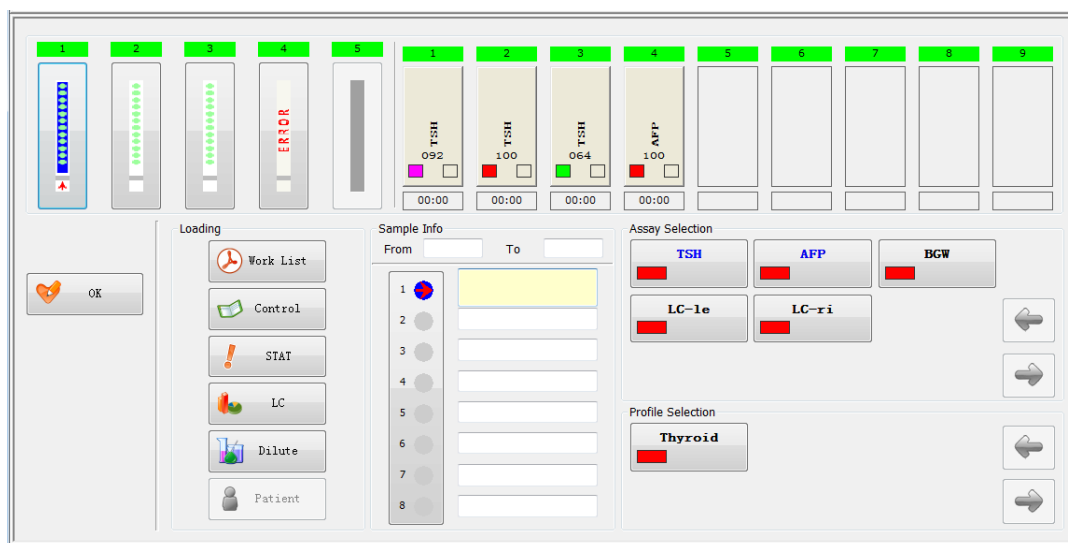 1 2 3 4 5 1 2 3 4 5 6 7 8 9
ERROR
TSH TSH TSH AFP
092 100 064 100
00:00 00:00 00:00 00:00
Loading Sample Info Assay Selection
From To
TSH AFP BGW
Work List
1
OK
Control
2
LC-le LC-ri
3
STAT
4
LC
5
Profile Selection
6
Thyroid
Dilute
7
Patient
8